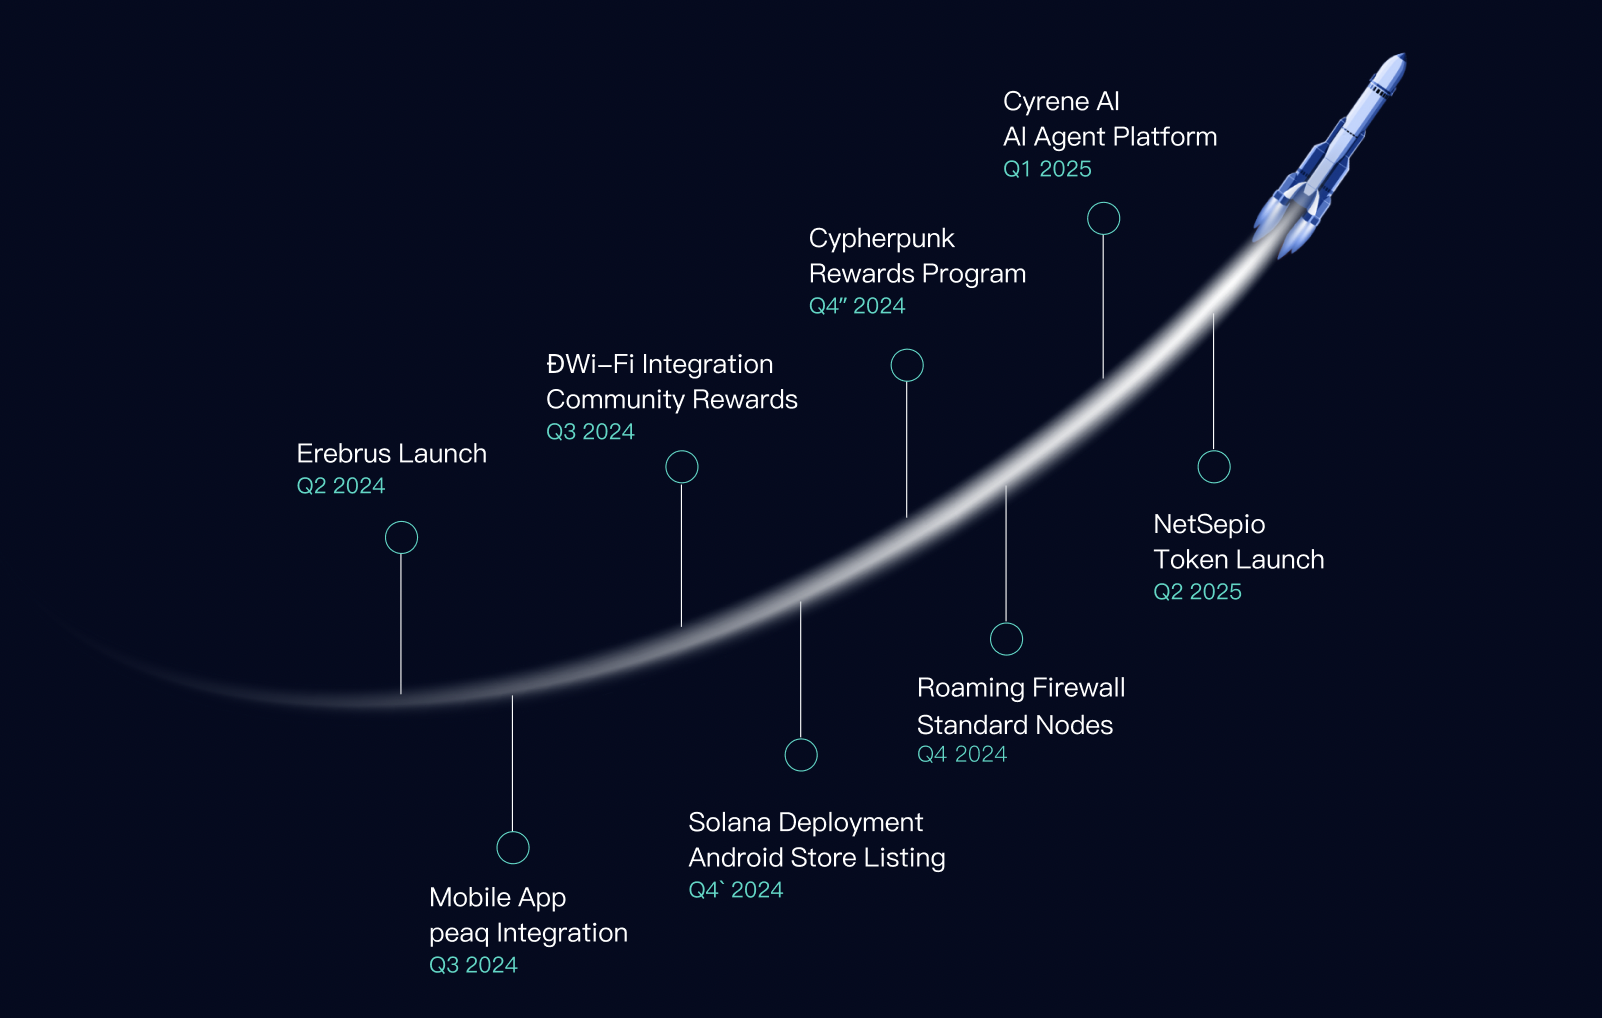 Cyrene AI
AI Agent Platform
Q1 2025
Cypherpunk
Rewards Program
Q4″ 2024
ÐWi–Fi Integration
Community Rewards
Q3 2024
Erebrus Launch
Q2 2024
NetSepio
Token Launch
Q2 2025
Roaming Firewall
Standard Nodes
Q4 2024
Solana Deployment
Android Store Listing
Q4` 2024
Mobile App
peaq Integration
Q3 2024